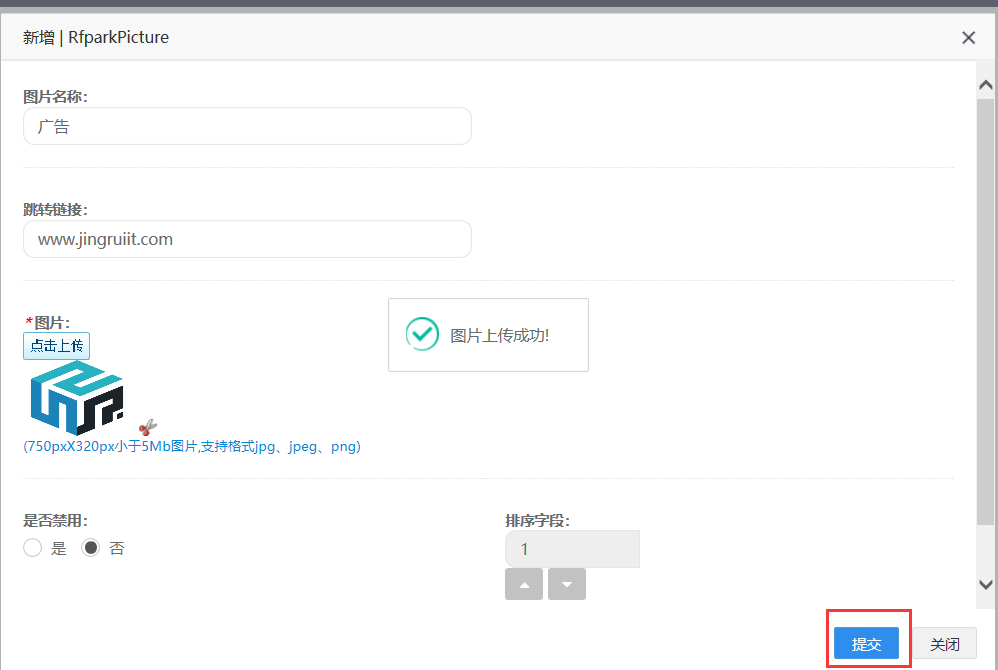 新增 | RfparkPicture
图片名称:
广告
跳转链接:
www.jingruiit.com
*图片:
点击上传
图片上传成功!
(750pxX320px小于5Mb图片,支持格式jpg、jpeg、png)
是否禁用:
是 否
排序字段:
1
提交 关闭